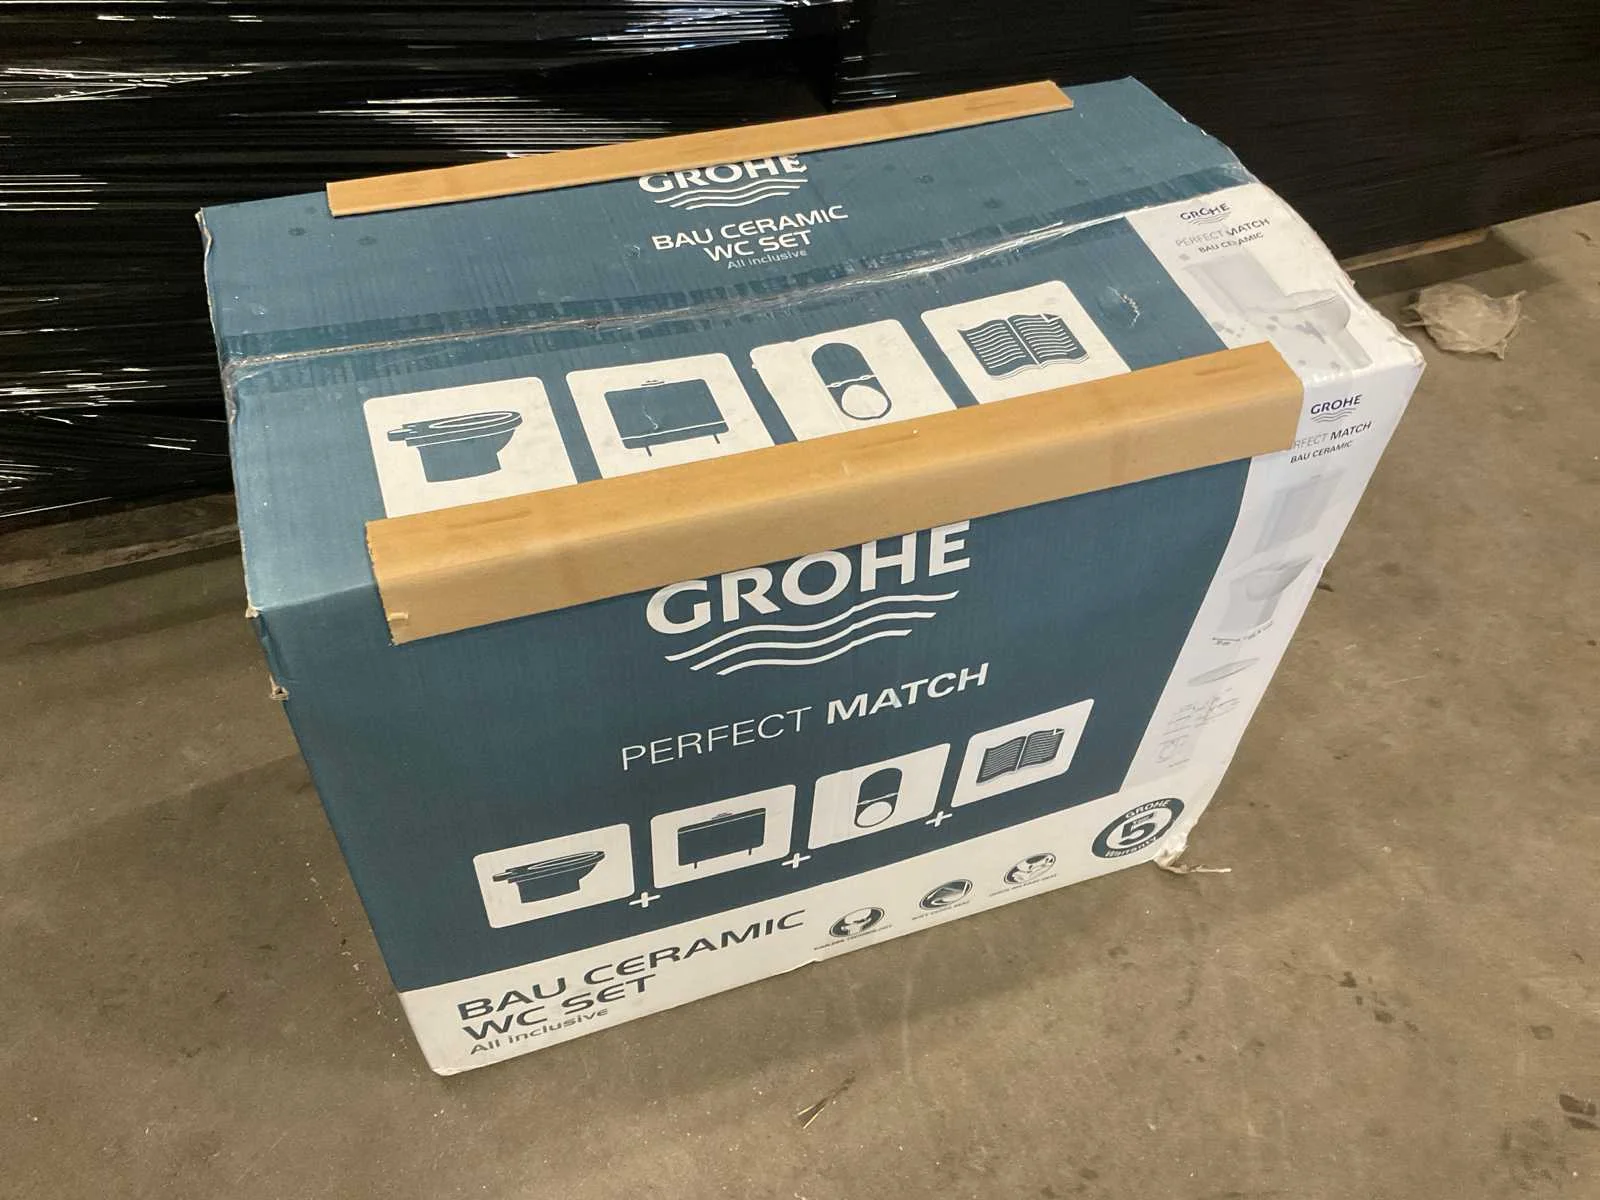 GROHE
BAU CERAMIC
WC SET
All inclusive
GROHE
PERFECT MATCH
BAU CERAMIC
GROHE
PERFECT MATCH
BAU CERAMIC
GROHE
PERFECT MATCH
+
+
+
GROHE
5
Warranty
BAU CERAMIC
WC SET
All inclusive